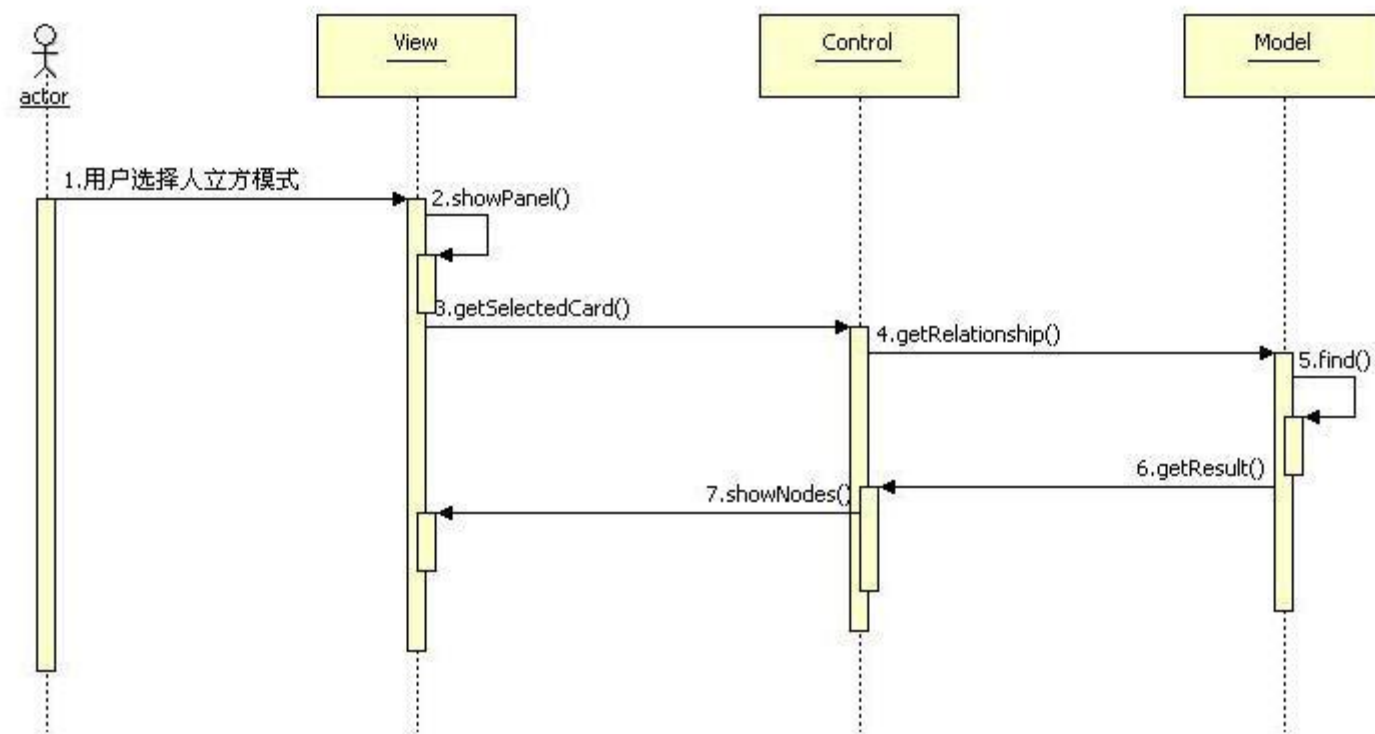 View
Control
Model
actor
1.用户选择人立方模式
2.showPanel()
3.getSelectedCard()
4.getRelationship()
5.find()
6.getResult()
7.showNodes()